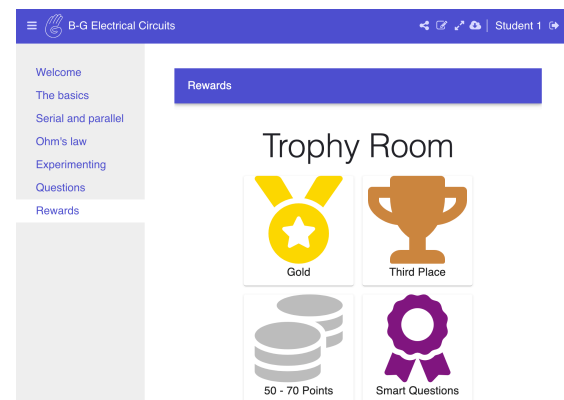 B-G Electrical Circuits
Student 1
Welcome
The basics
Serial and parallel
Ohm's law
Experimenting
Questions
Rewards
Rewards
Trophy Room
Gold
Third Place
50 - 70 Points
Smart Questions